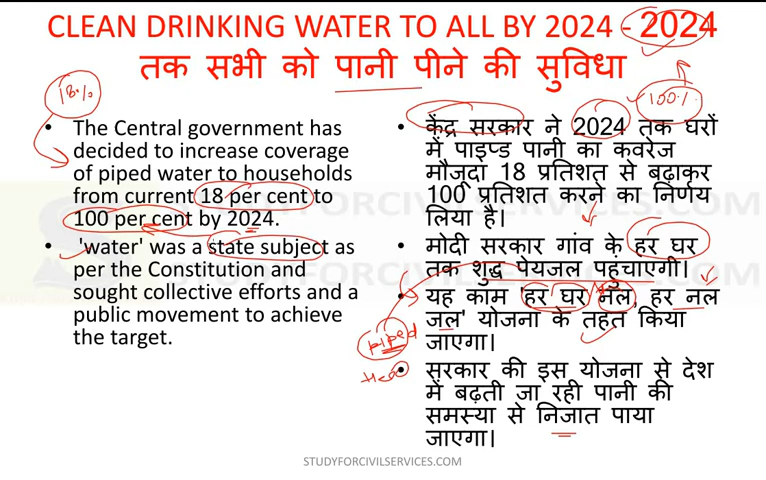 CLEAN DRINKING WATER TO ALL BY 2024 - 2024
तक सभी को पानी पीने की सुविधा
18%
100%
• The Central government has
decided to increase coverage
of piped water to households
from current 18 per cent to
100 per cent by 2024.
• 'water' was a state subject as
per the Constitution and
sought collective efforts and a
public movement to achieve
the target.
• केंद्र सरकार ने 2024 तक घरों
में पाइप्ड पानी का कवरेज
मौजूदा 18 प्रतिशत से बढ़ाकर
100 प्रतिशत करने का निर्णय
लिया है।
• मोदी सरकार गांव के हर घर
तक शुद्ध पेयजल पहुंचाएगी।
• यह काम 'हर घर नल, हर नल
जल' योजना के तहत किया
जाएगा।
piped
• सरकार की इस योजना से देश
में बढ़ती जा रही पानी की
समस्या से निजात पाया
जाएगा।
STUDYFORCIVILSERVICES.COM